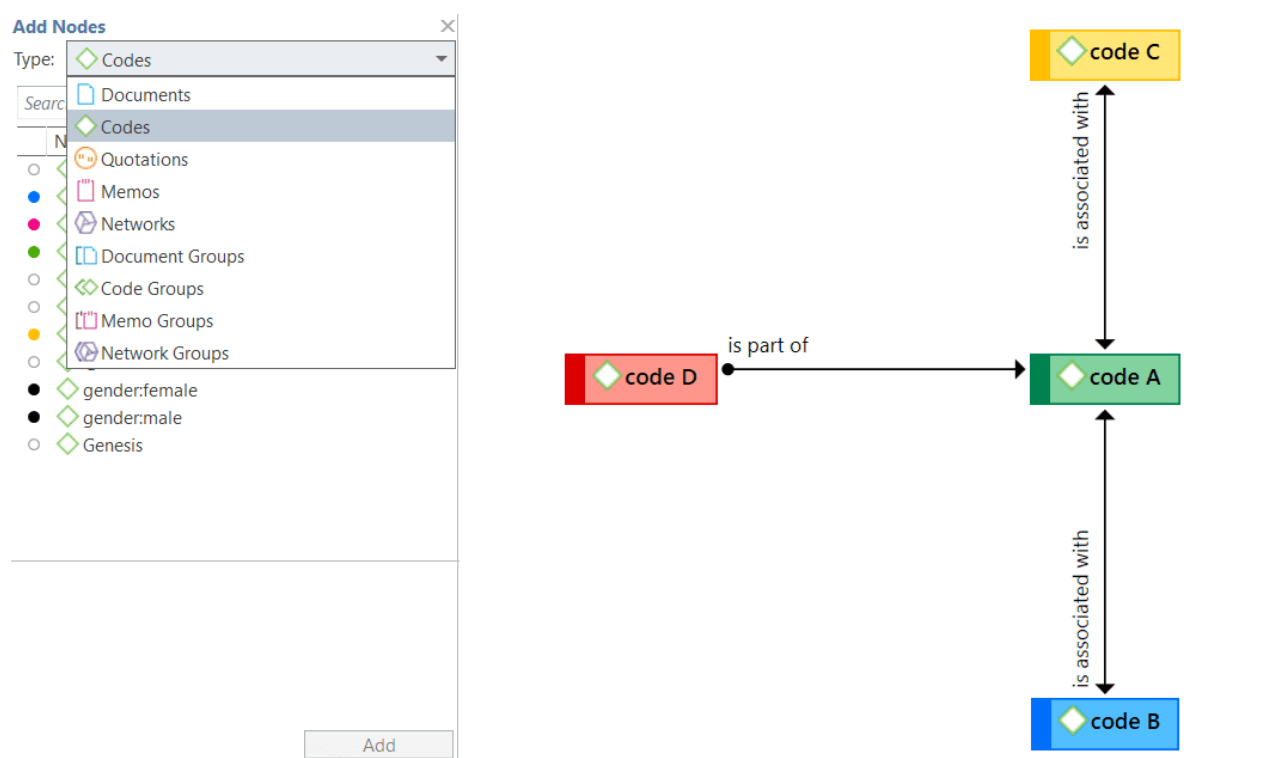 Add Nodes
Type: Codes
Documents
Searc
Codes
N
Quotations
Memos
Networks
Document Groups
Code Groups
Memo Groups
Network Groups
gender:female
gender:male
Genesis
Add
code C
is associated with
is part of
code D
code A
is associated with
code B